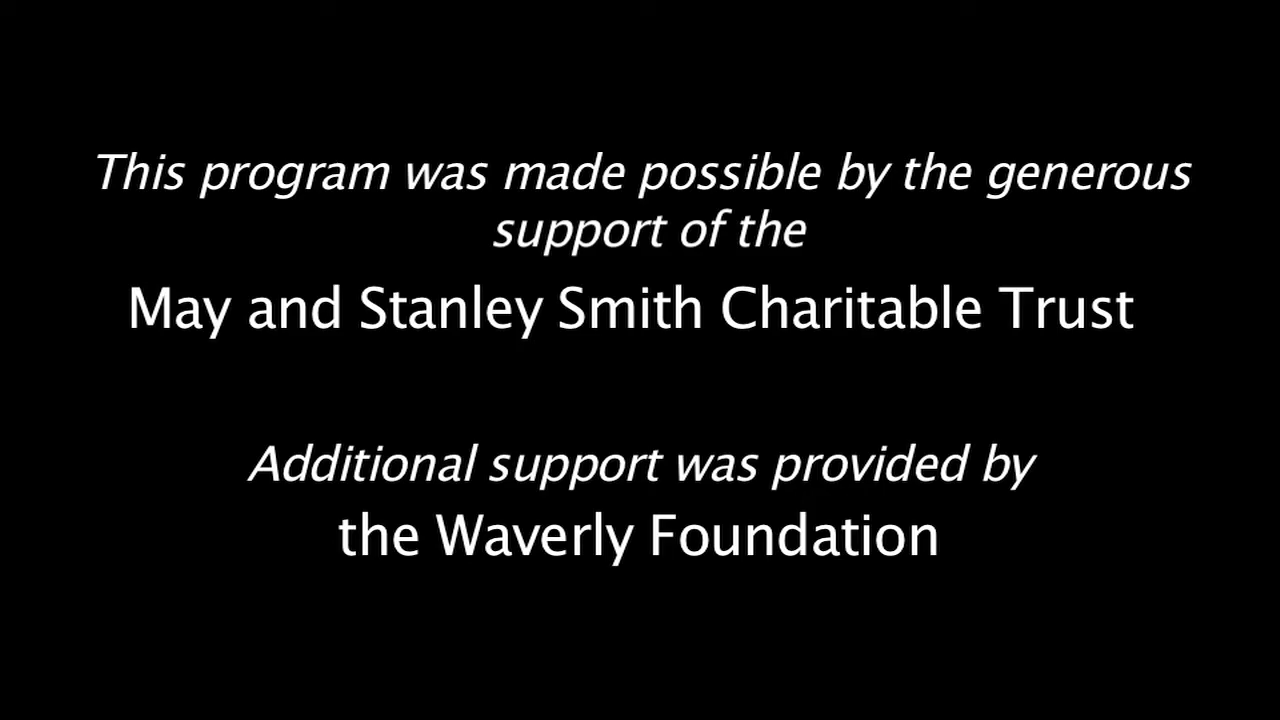 This program was made possible by the generous
support of the
May and Stanley Smith Charitable Trust
Additional support was provided by
the Waverly Foundation